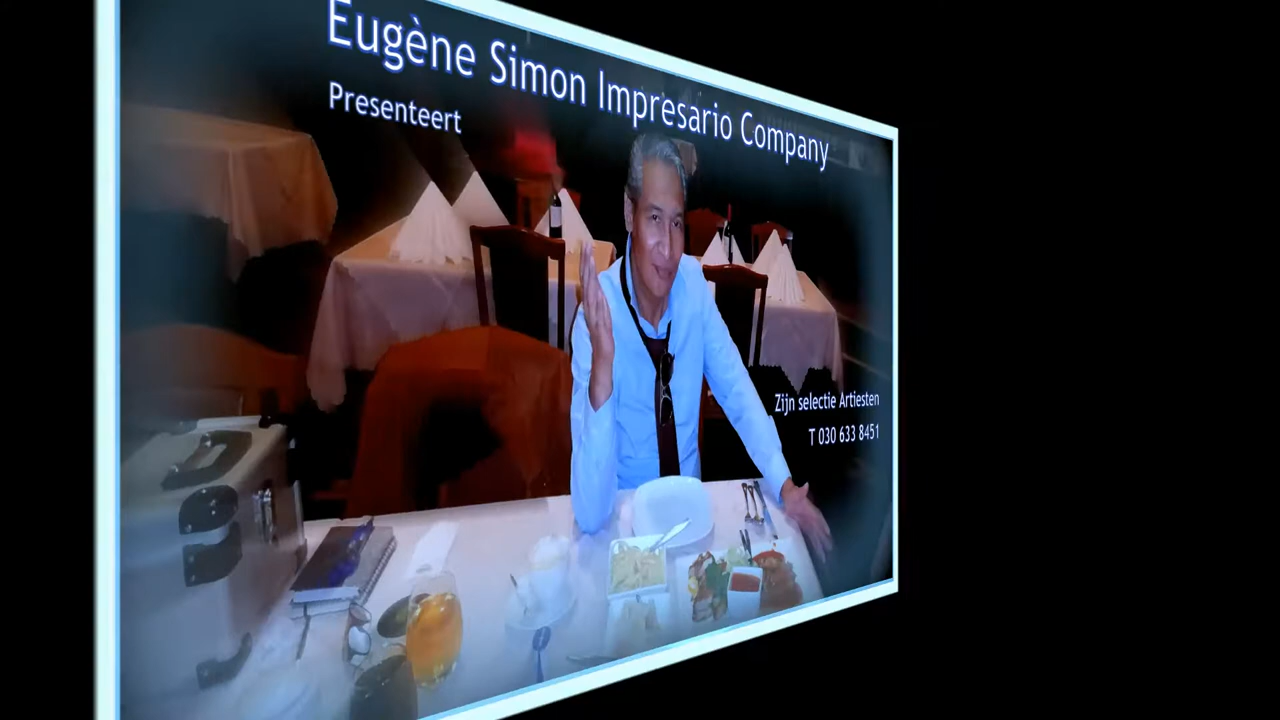 Eugène Simon Impresario Company
Presenteert
Zijn selectie Artiesten
T 030 633 8451